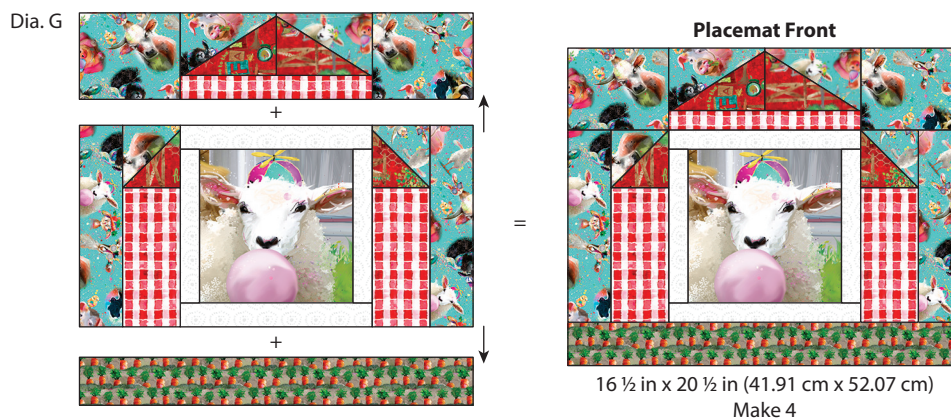 Dia. G
+
+
=
Placemat Front
16 ½ in x 20 ½ in (41.91 cm x 52.07 cm)
Make 4